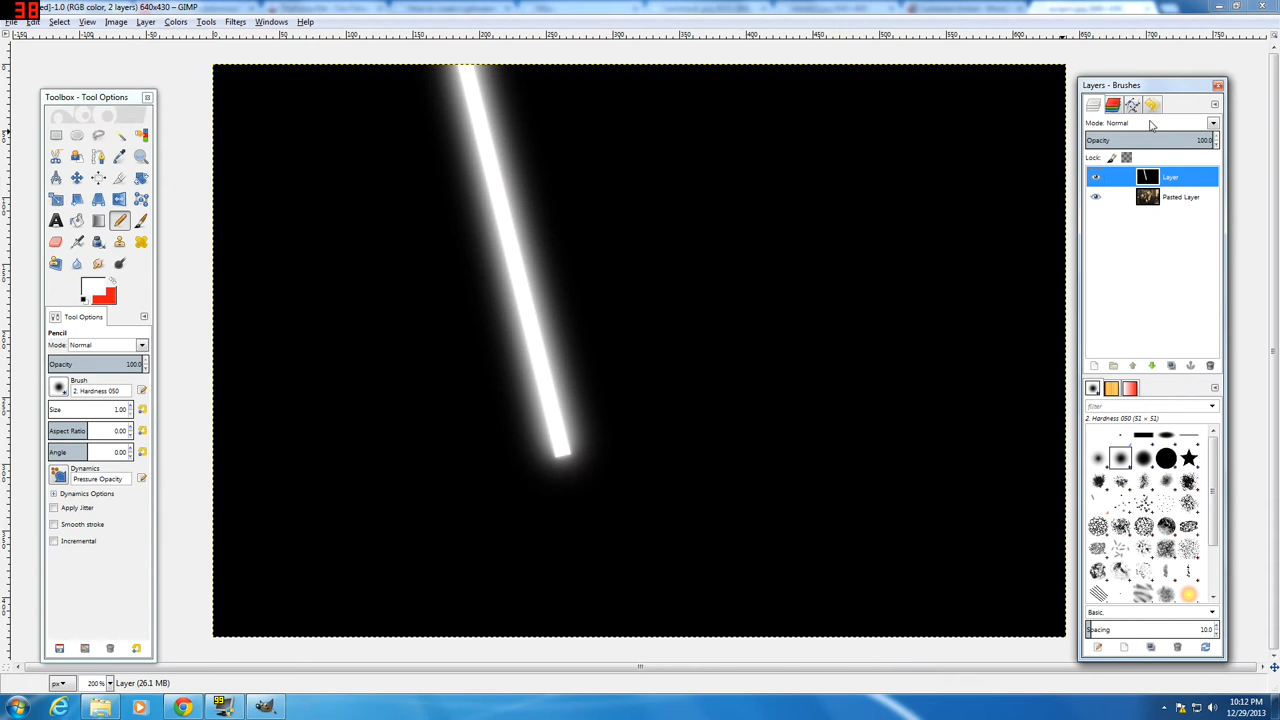 38
ed]-1.0 (RGB color, 2 layers) 640x430 – GIMP
File Edit Select View Image Layer Colors Tools Filters Windows Help
Toolbox - Tool Options
Tool Options
Pencil
Mode: Normal
Opacity 100.0
Brush
2. Hardness 050
Size 1.00
Aspect Ratio 0.00
Angle 0.00
Dynamics
Pressure Opacity
Dynamics Options
Apply Jitter
Smooth stroke
Incremental
Layers - Brushes
Mode: Normal
Opacity 100.0
Lock:
Layer
Pasted Layer
filter
2. Hardness 050 (51 × 51)
Basic.
Spacing 10.0
px 200% Layer (26.1 MB)
99
10:12 PM
12/29/2013